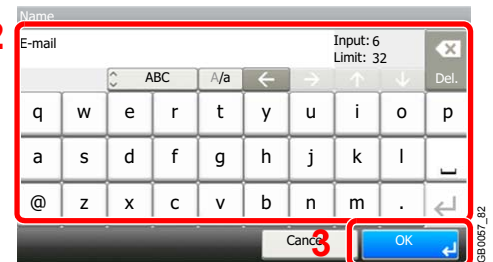 Name
2
E-mail
Input: 6
Limit: 32
Del.
ABC
A/a
q w e r t y u i o p
a s d f g h j k l
@ z x c v b n m .
Cancel
3
OK
GB0057_82